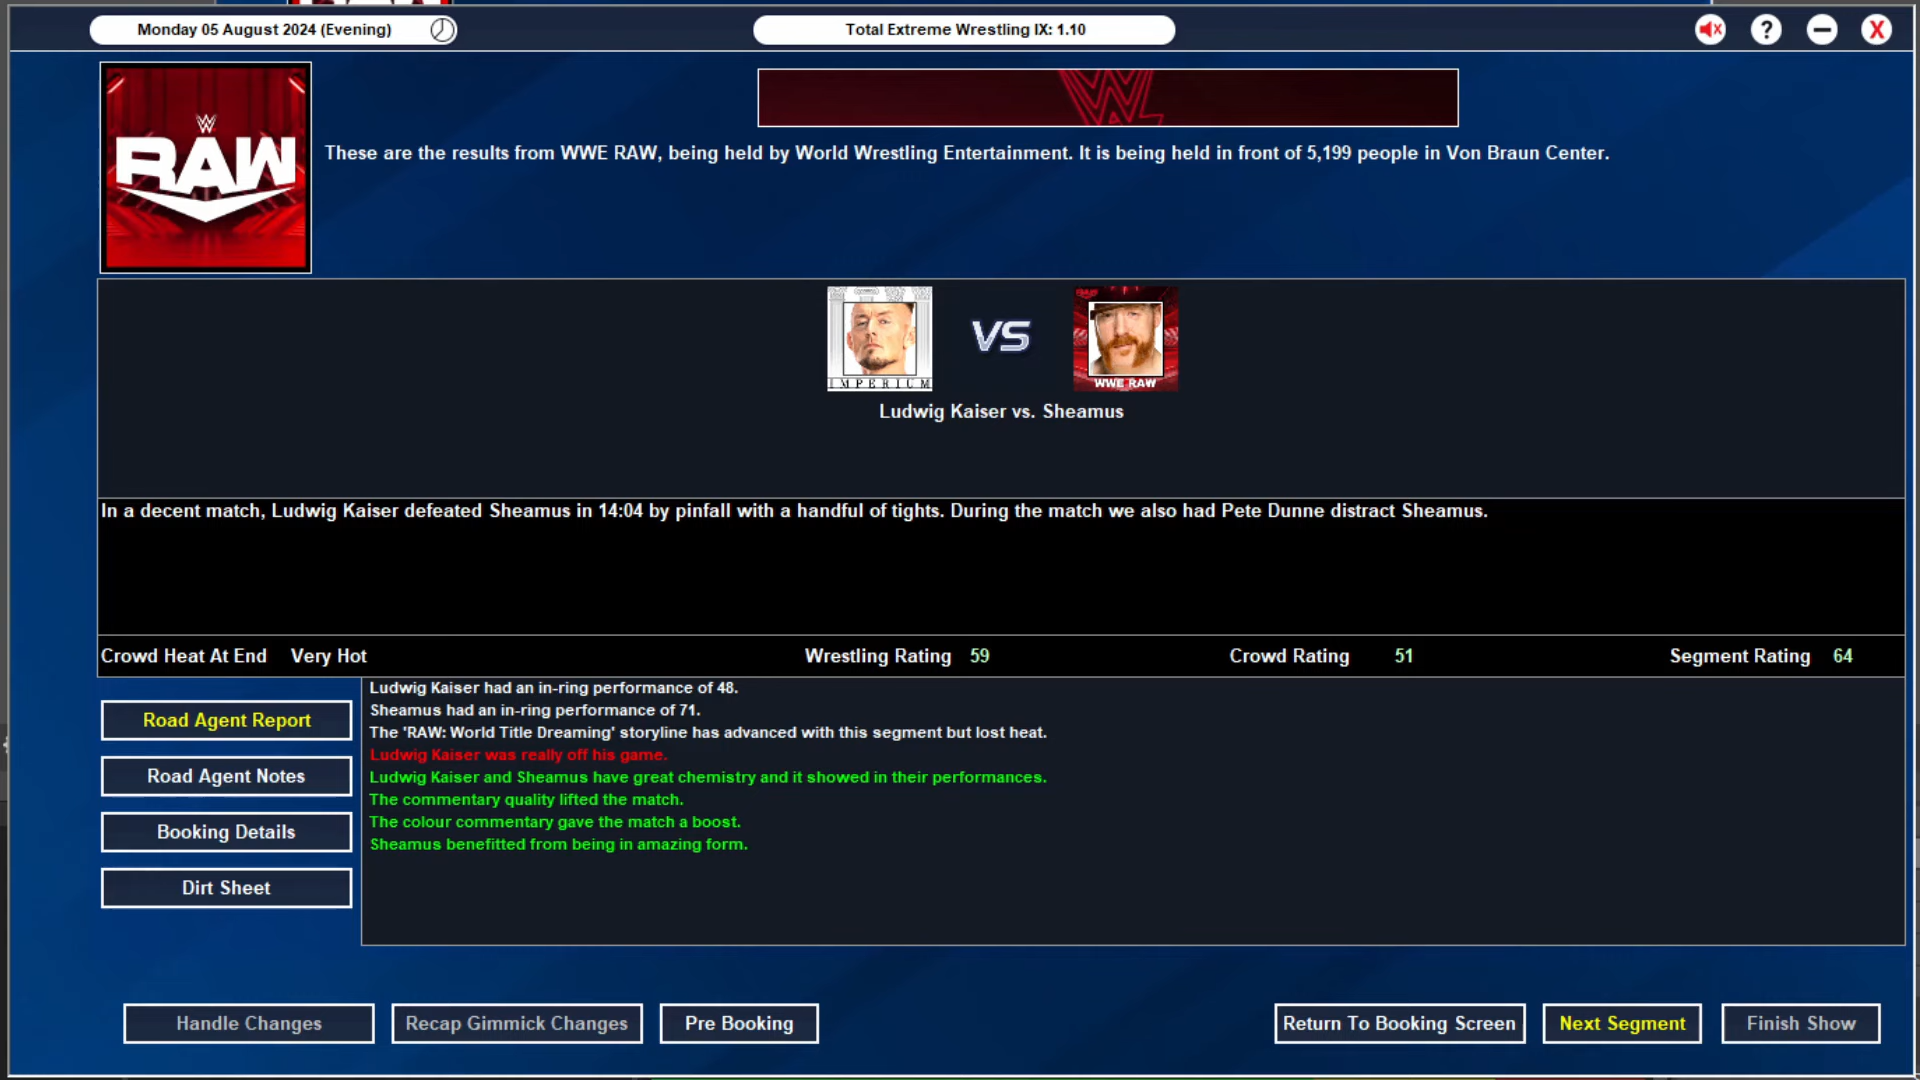 Monday 05 August 2024 (Evening)
Total Extreme Wrestling IX: 1.10
?
X
W
RAW
These are the results from WWE RAW, being held by World Wrestling Entertainment. It is being held in front of 5,199 people in Von Braun Center.
IMPERIUM
VS
WWE RAW
Ludwig Kaiser vs. Sheamus
In a decent match, Ludwig Kaiser defeated Sheamus in 14:04 by pinfall with a handful of tights. During the match we also had Pete Dunne distract Sheamus.
Crowd Heat At End Very Hot Wrestling Rating 59 Crowd Rating 51 Segment Rating 64
Road Agent Report
Road Agent Notes
Booking Details
Dirt Sheet
Ludwig Kaiser had an in-ring performance of 48.
Sheamus had an in-ring performance of 71.
The 'RAW: World Title Dreaming' storyline has advanced with this segment but lost heat.
Ludwig Kaiser was really off his game.
Ludwig Kaiser and Sheamus have great chemistry and it showed in their performances.
The commentary quality lifted the match.
The colour commentary gave the match a boost.
Sheamus benefitted from being in amazing form.
Handle Changes
Recap Gimmick Changes
Pre Booking
Return To Booking Screen
Next Segment
Finish Show